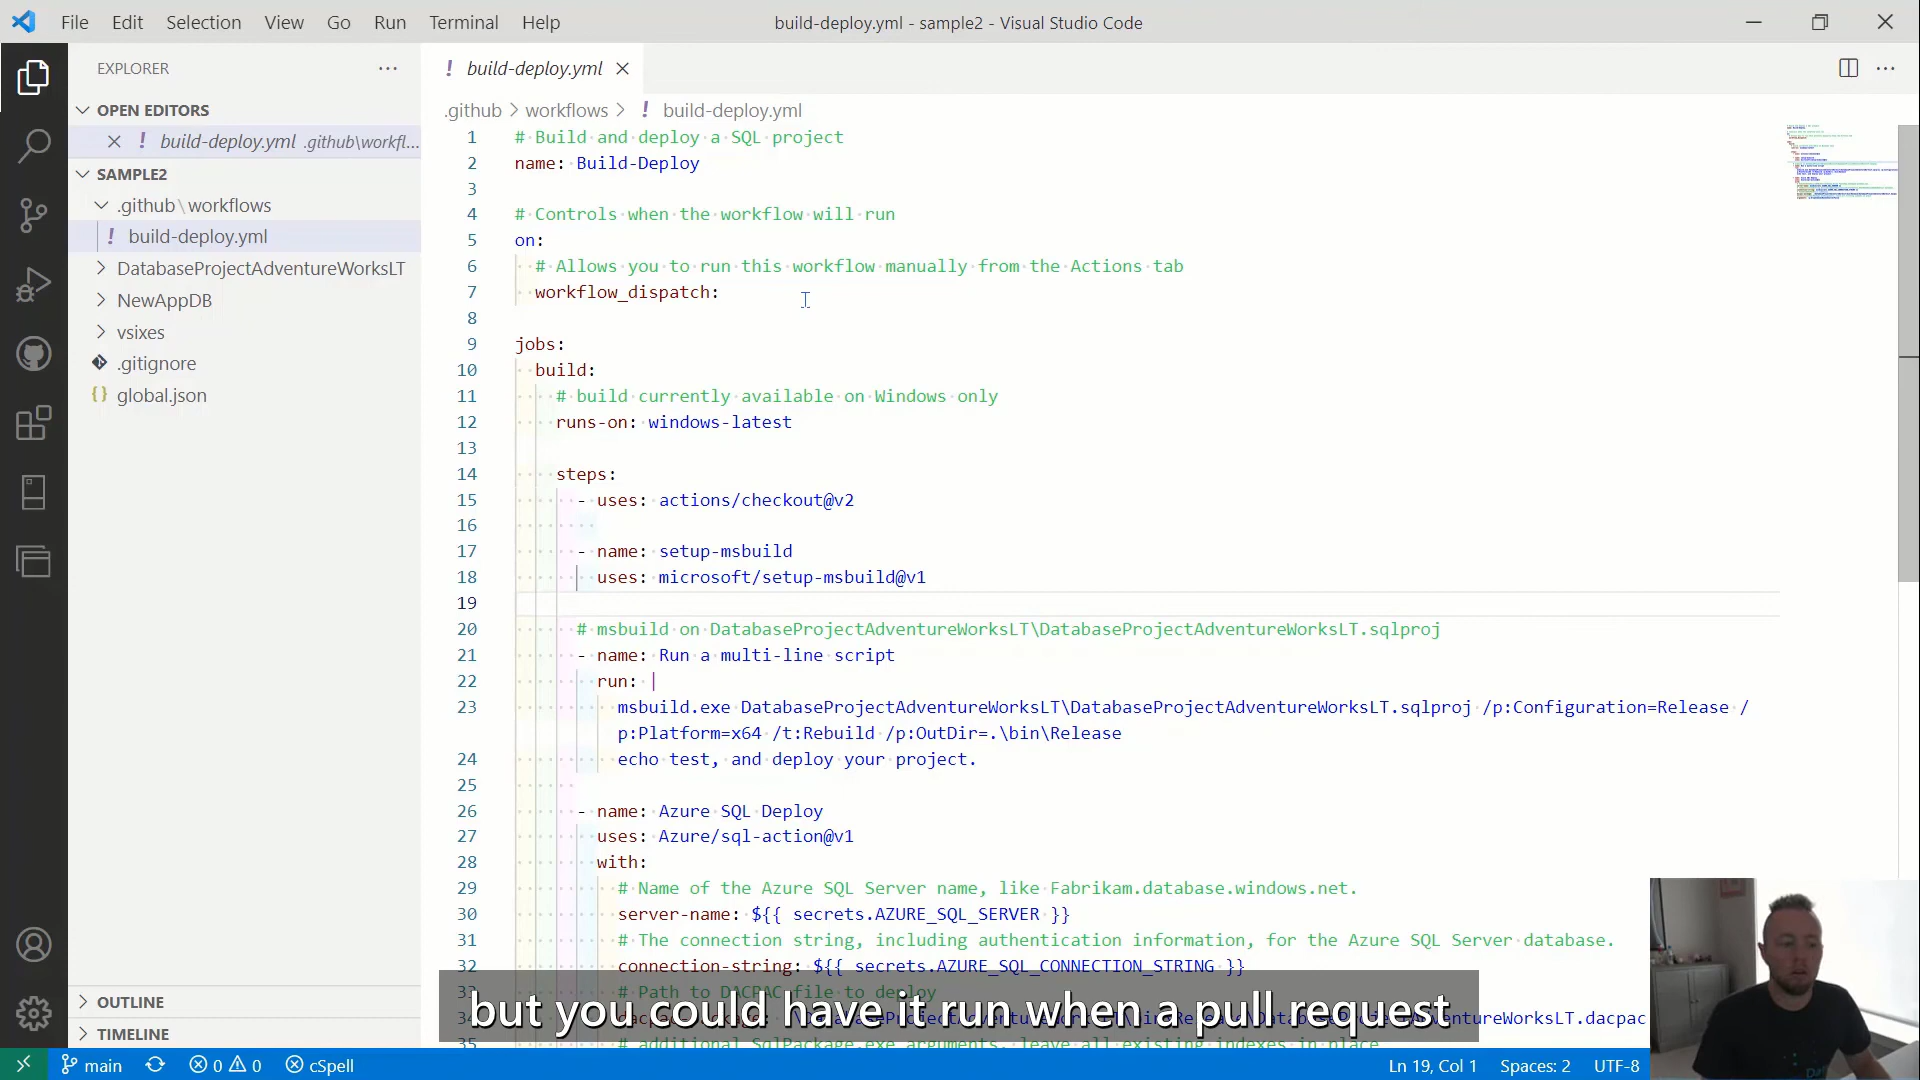 File Edit Selection View Go Run Terminal Help
build-deploy.yml - sample2 - Visual Studio Code
EXPLORER
OPEN EDITORS
build-deploy.yml .github\workfl...
SAMPLE2
.github\workflows
build-deploy.yml
DatabaseProjectAdventureWorksLT
NewAppDB
vsixes
.gitignore
global.json
OUTLINE
TIMELINE
build-deploy.yml
.github > workflows > build-deploy.yml
1 # Build and deploy a SQL project
2 name: Build-Deploy
3
4 # Controls when the workflow will run
5 on:
6 # Allows you to run this workflow manually from the Actions tab
7 workflow_dispatch:
8
9 jobs:
10 build:
11 # build currently available on Windows only
12 runs-on: windows-latest
13
14 steps:
15 - uses: actions/checkout@v2
16
17 - name: setup-msbuild
18 uses: microsoft/setup-msbuild@v1
19
20 # msbuild on DatabaseProjectAdventureWorksLT\DatabaseProjectAdventureWorksLT.sqlproj
21 - name: Run a multi-line script
22 run: |
23 msbuild.exe DatabaseProjectAdventureWorksLT\DatabaseProjectAdventureWorksLT.sqlproj /p:Configuration=Release /
p:Platform=x64 /t:Rebuild /p:OutDir=.\bin\Release
24 echo test, and deploy your project.
25
26 - name: Azure SQL Deploy
27 uses: Azure/sql-action@v1
28 with:
29 # Name of the Azure SQL Server name, like Fabrikam.database.windows.net.
30 server-name: ${{ secrets.AZURE_SQL_SERVER }}
31 # The connection string, including authentication information, for the Azure SQL Server database.
32 connection-string: ${{ secrets.AZURE_SQL_CONNECTION_STRING }}
33 # Path to DACPAC file to deploy
but you could have it run when a pull request
main 0 0 cSpell
Ln 19, Col 1 Spaces: 2 UTF-8